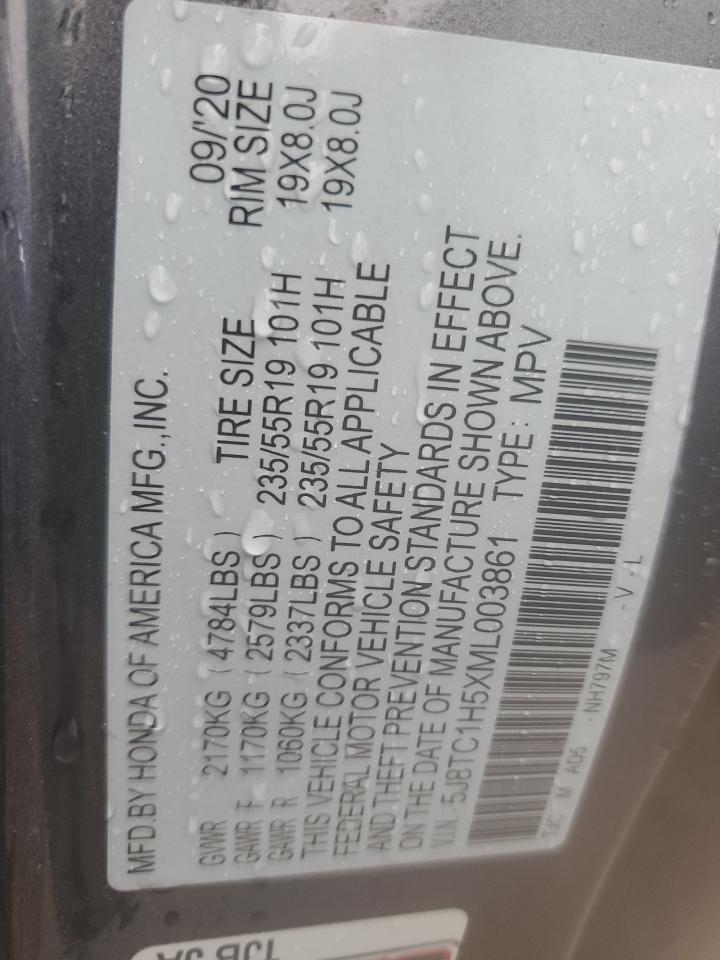 MFD.BY HONDA OF AMERICA MFG.,INC. 09/'20
GVWR 2170KG (4784LBS) TIRE SIZE RIM SIZE
GAWR F 1170KG (2579LBS) 235/55R19 101H 19X8.0J
GAWR R 1060KG (2337LBS) 235/55R19 101H 19X8.0J
THIS VEHICLE CONFORMS TO ALL APPLICABLE
FEDERAL MOTOR VEHICLE SAFETY
AND THEFT PREVENTION STANDARDS IN EFFECT
ON THE DATE OF MANUFACTURE SHOWN ABOVE.
V.I.N.: 5J8TC1H5XML003861 TYPE: MPV
TJC M AD5 -NH797M -V -L
TJB